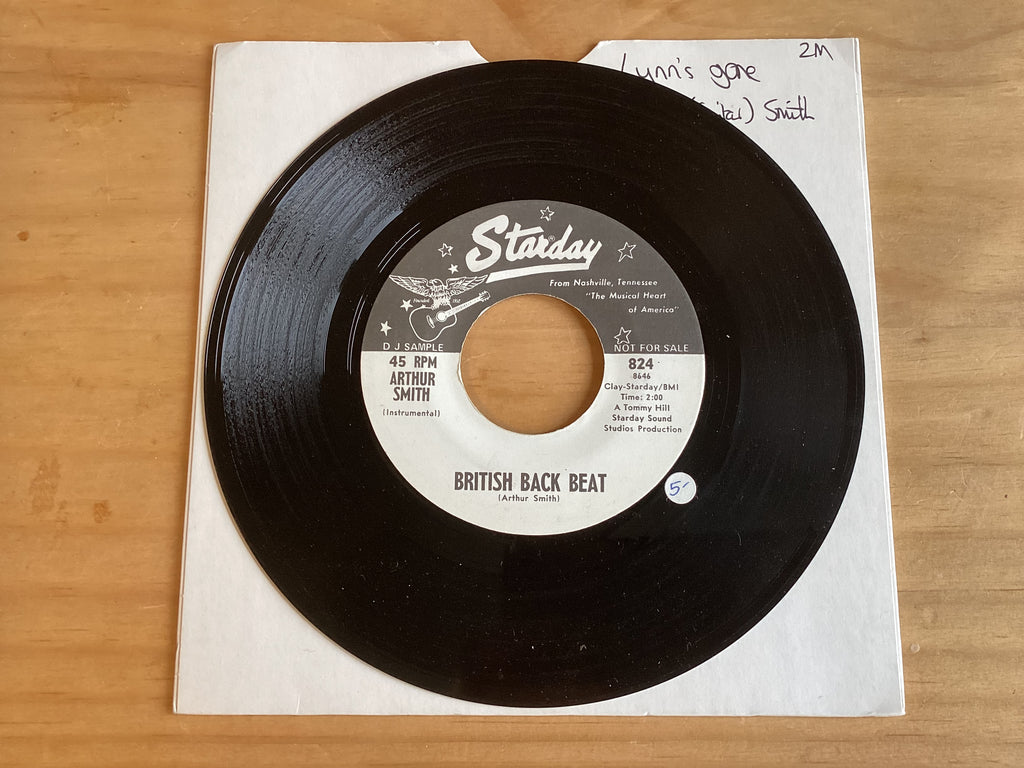 2M
Lynn's gone
Smith
Starday
From Nashville, Tennessee
"The Musical Heart
of America"
Founded 1952
D J SAMPLE
NOT FOR SALE
45 RPM
ARTHUR
SMITH
(Instrumental)
824
8646
Clay-Starday/BMI
Time: 2:00
A Tommy Hill
Starday Sound
Studios Production
BRITISH BACK BEAT
(Arthur Smith)
5-